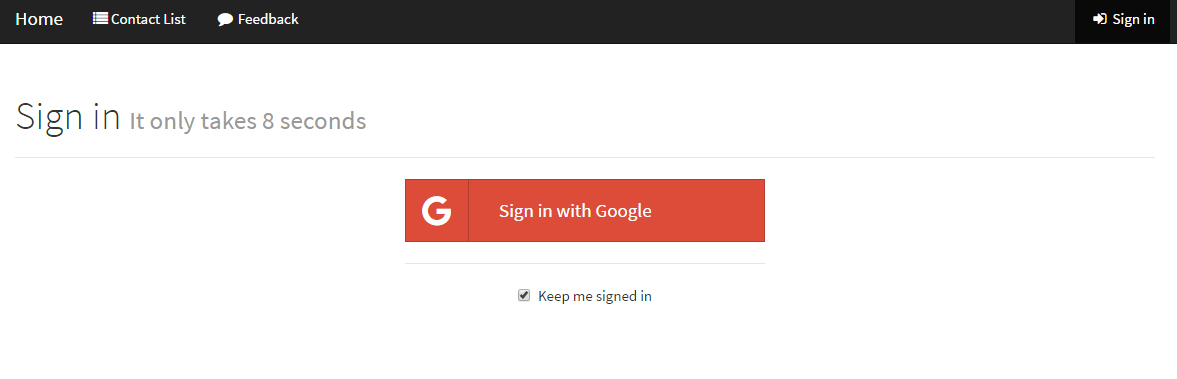 Home Contact List Feedback Sign in
Sign in It only takes 8 seconds
G Sign in with Google
Keep me signed in